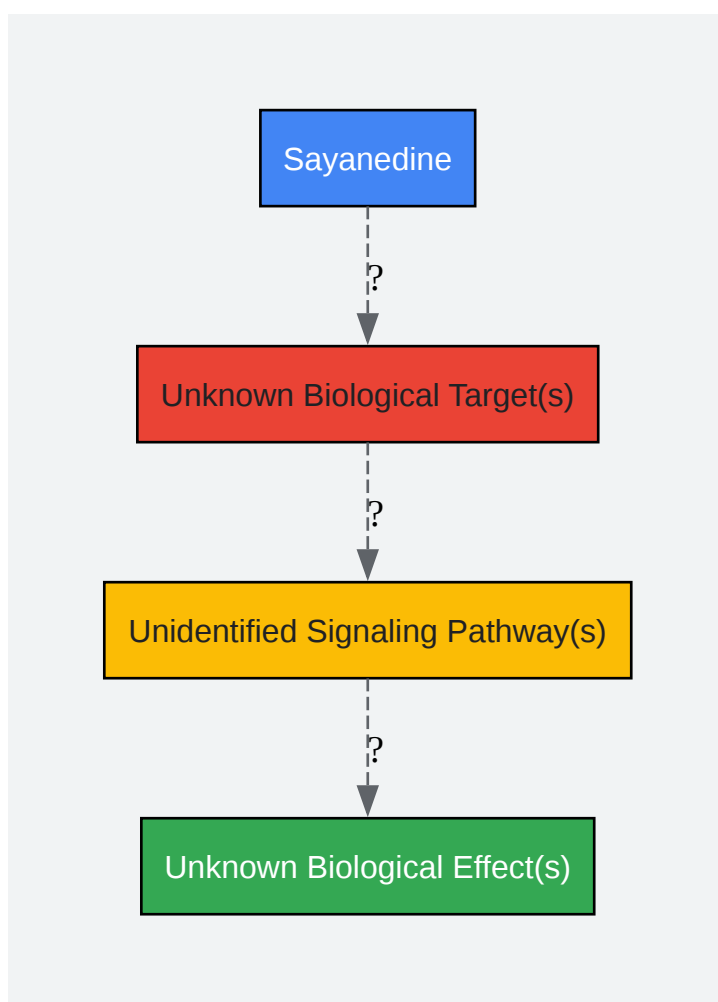 Sayanedine
?
Unknown Biological Target(s)
?
Unidentified Signaling Pathway(s)
?
Unknown Biological Effect(s)